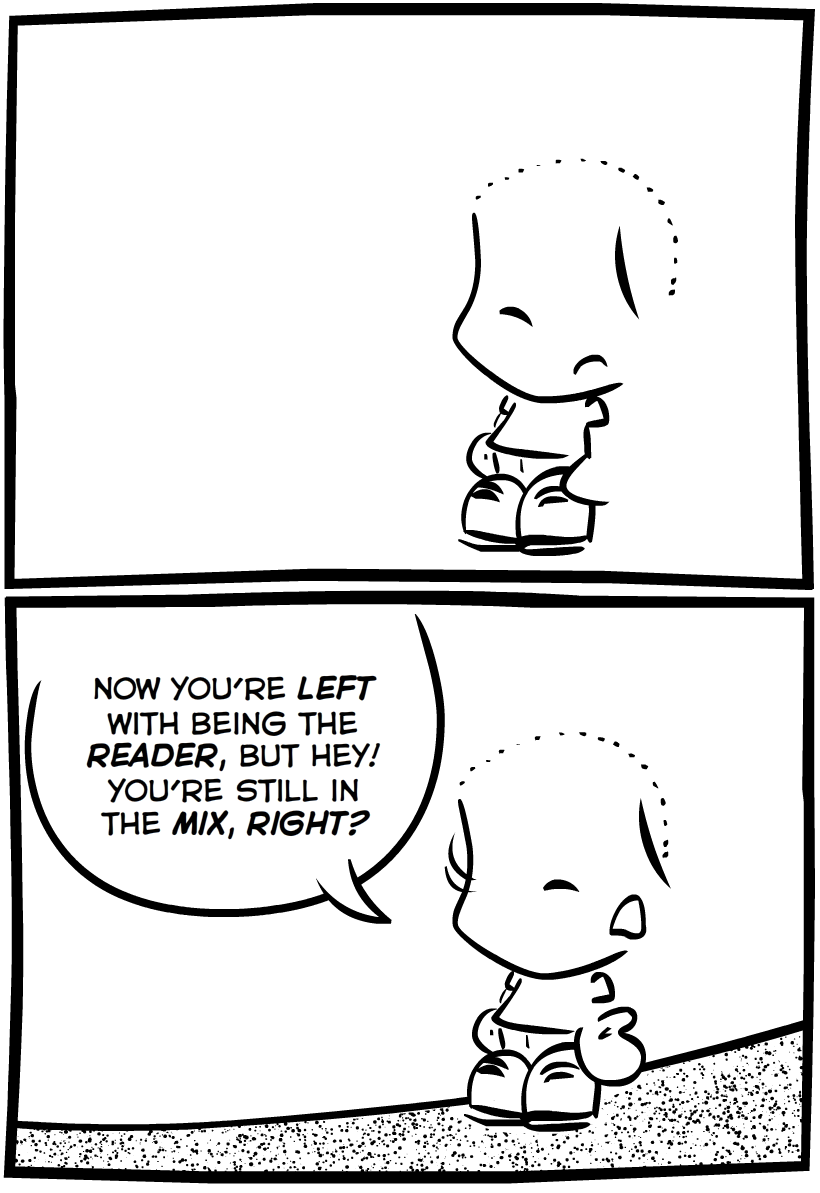 NOW YOU'RE LEFT
WITH BEING THE
READER, BUT HEY!
YOU'RE STILL IN
THE MIX, RIGHT?